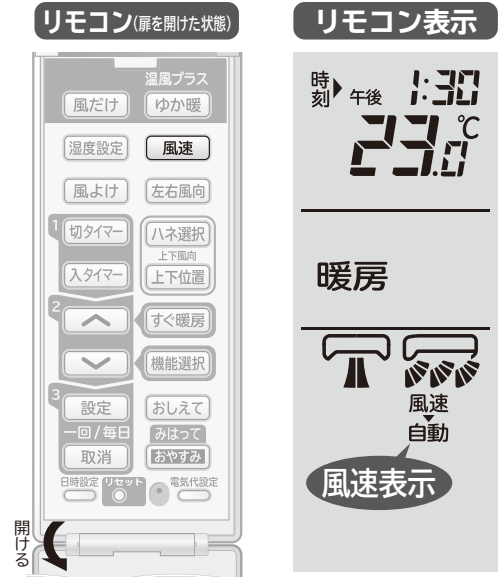 リモコン(扉を開けた状態)
温風プラス
風だけ
ゆか暖
湿度設定
風速
風よけ
左右風向
1
切タイマー
ハネ選択
上下風向
入タイマー
上下位置
2
すぐ暖房
機能選択
3
設定
おしえて
一回/毎日
みはって
取消
おやすみ
日時設定
リセット
電気代設定
開ける
リモコン表示
時刻
午後
1:30
23.0℃
暖房
風速
自動
風速表示